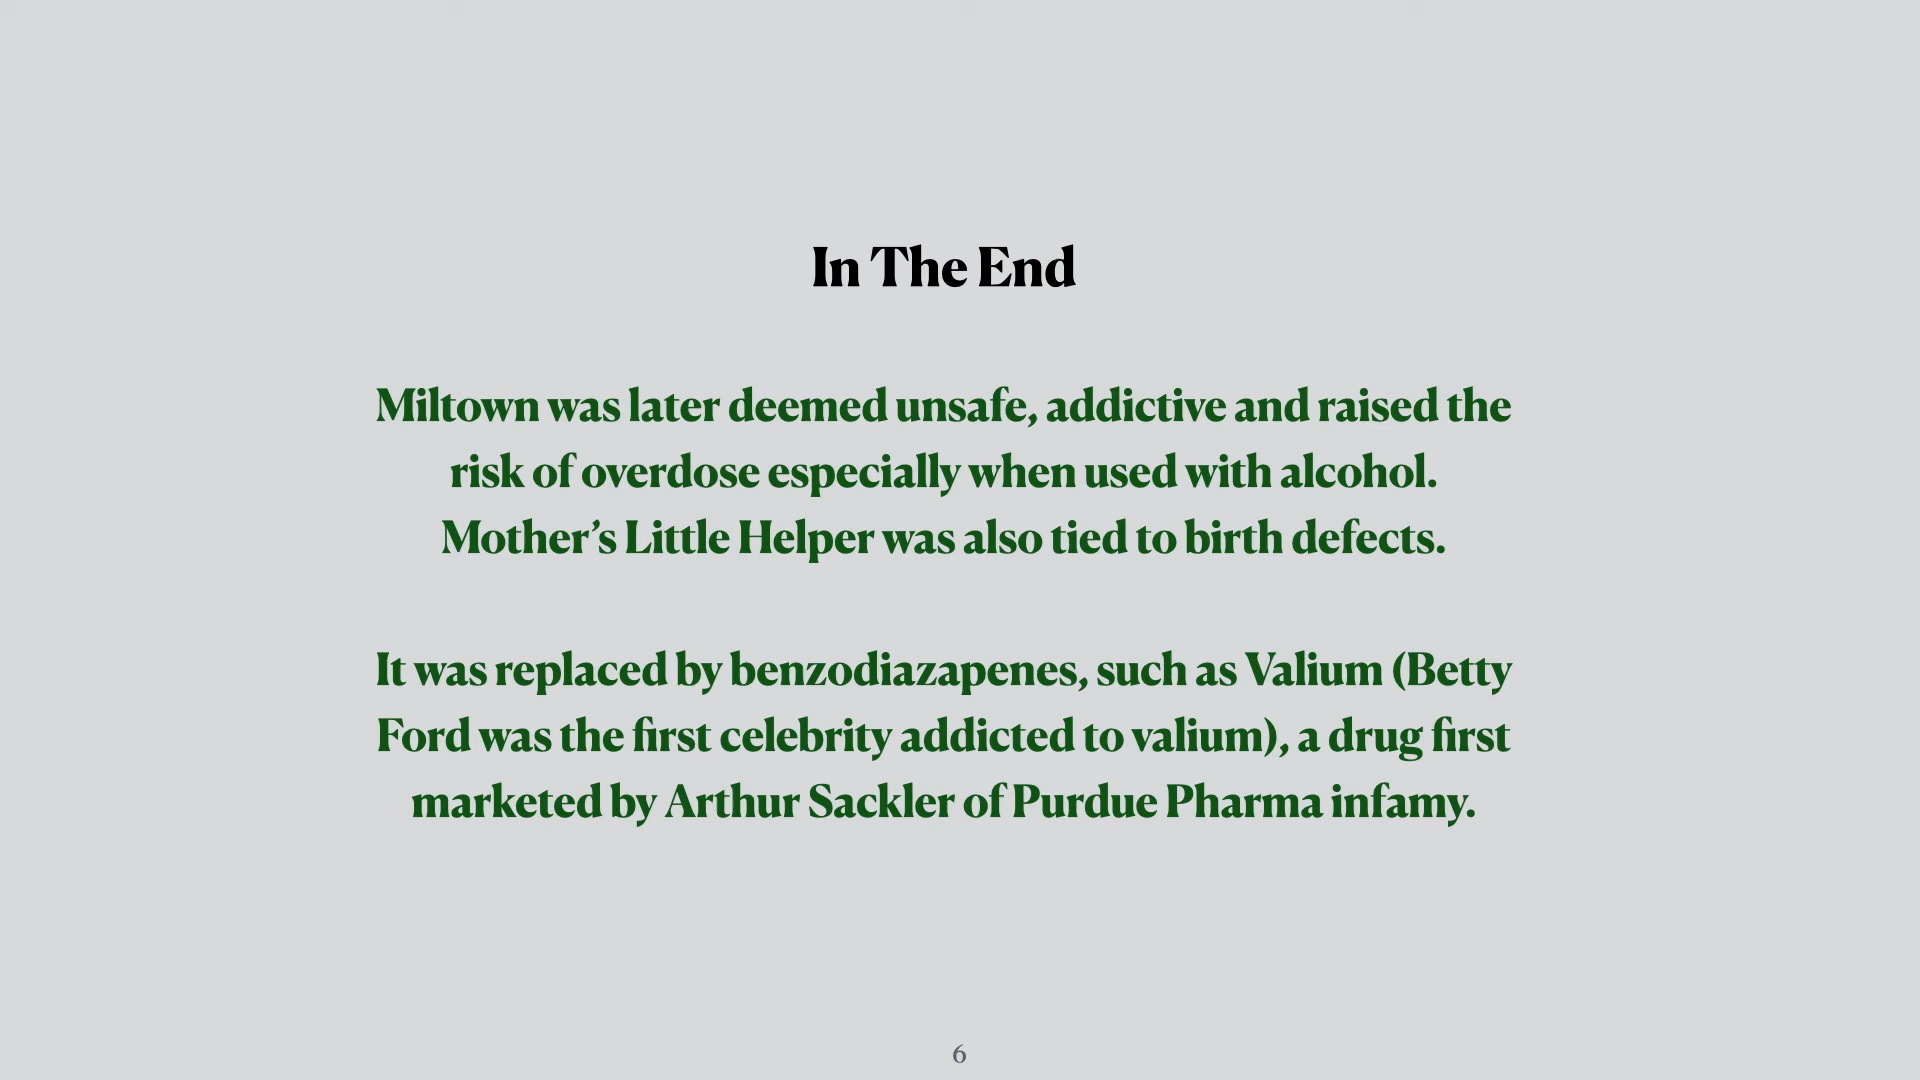 In The End
Miltown was later deemed unsafe, addictive and raised the
risk of overdose especially when used with alcohol.
Mother’s Little Helper was also tied to birth defects.
It was replaced by benzodiazapenes, such as Valium (Betty
Ford was the first celebrity addicted to valium), a drug first
marketed by Arthur Sackler of Purdue Pharma infamy.
6